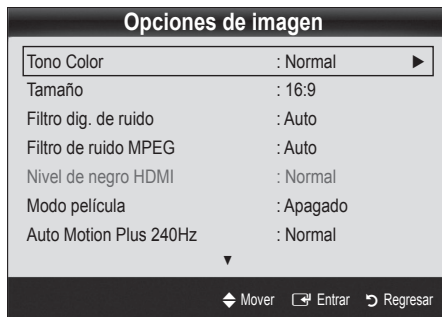 Opciones de imagen
Tono Color : Normal ►
Tamaño : 16:9
Filtro dig. de ruido : Auto
Filtro de ruido MPEG : Auto
Nivel de negro HDMI : Normal
Modo película : Apagado
Auto Motion Plus 240Hz : Normal
▼
Mover Entrar Regresar